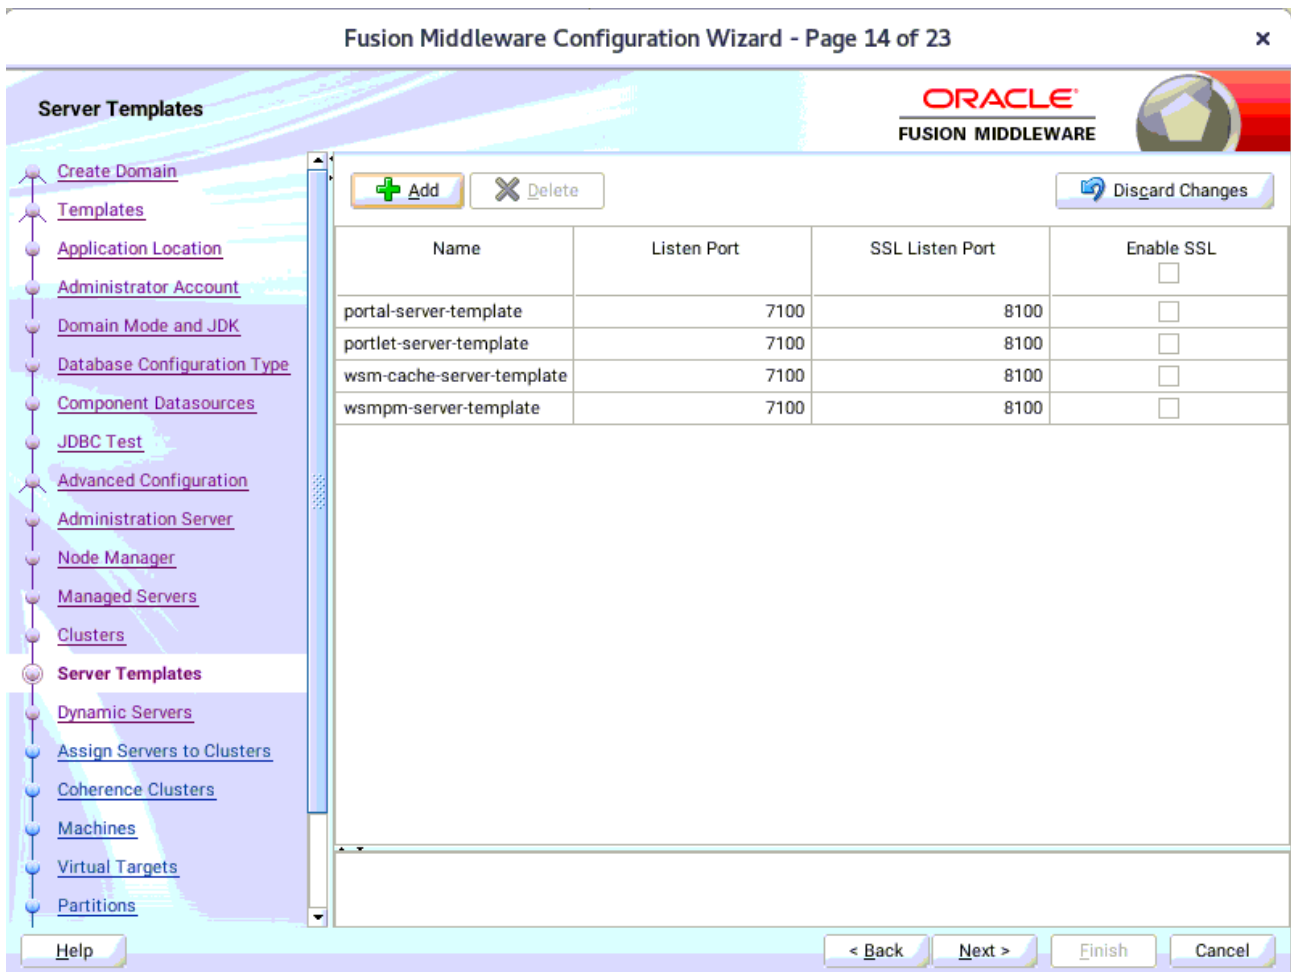 Fusion Middleware Configuration Wizard - Page 14 of 23
Server Templates
ORACLE
FUSION MIDDLEWARE
Create Domain
Templates
Application Location
Administrator Account
Domain Mode and JDK
Database Configuration Type
Component Datasources
JDBC Test
Advanced Configuration
Administration Server
Node Manager
Managed Servers
Clusters
Server Templates
Dynamic Servers
Assign Servers to Clusters
Coherence Clusters
Machines
Virtual Targets
Partitions
Add Delete Discard Changes
Name Listen Port SSL Listen Port Enable SSL
portal-server-template 7100 8100
portlet-server-template 7100 8100
wsm-cache-server-template 7100 8100
wsmpm-server-template 7100 8100
Help < Back Next > Finish Cancel